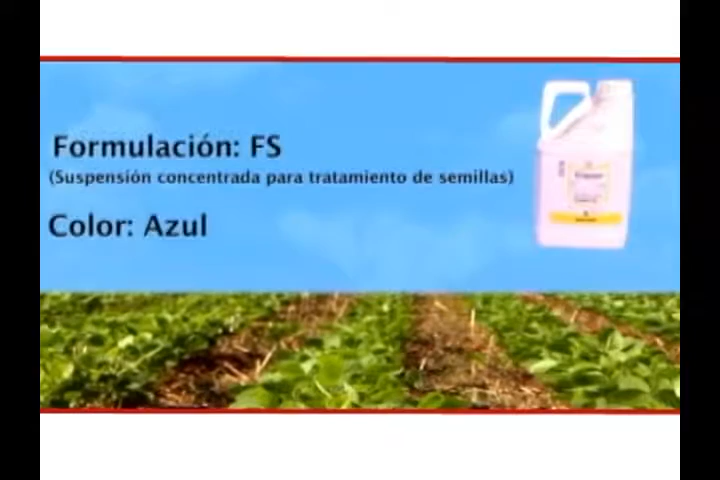 Formulación: FS
(Suspensión concentrada para tratamiento de semillas)
Color: Azul